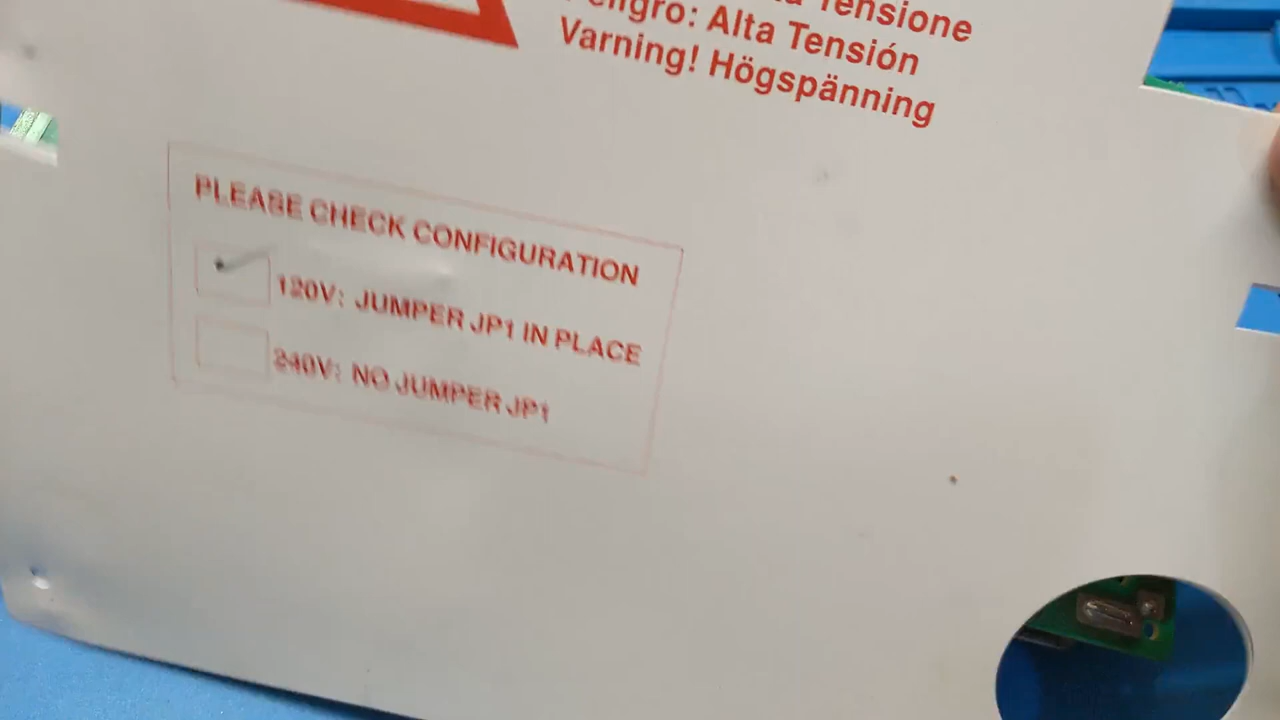 Tensione
Peligro: Alta Tensión
Varning! Högspänning
PLEASE CHECK CONFIGURATION
120V: JUMPER JP1 IN PLACE
240V: NO JUMPER JP1